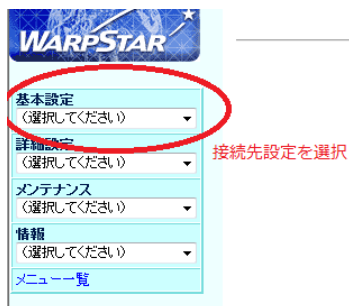 WARPSTAR
基本設定
(選択してください)
詳細設定
(選択してください)
接続先設定を選択
メンテナンス
(選択してください)
情報
(選択してください)
メニュー一覧